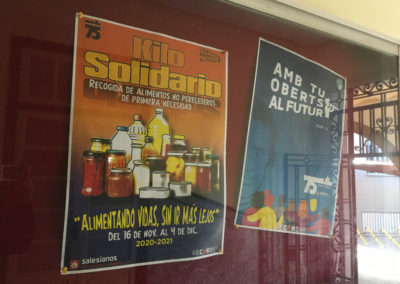 75
Kilo
Solidario
RECOGIDA DE ALIMENTOS NO PERECEDEROS
DE PRIMERA NECESIDAD
"ALIMENTANDO VIDAS, SIN IR MÁS LEJOS"
DEL 16 DE NOV. AL 4 DE DIC.
2020-2021
salesianos
AMB TU
OBERTS
AL FUTUR
75